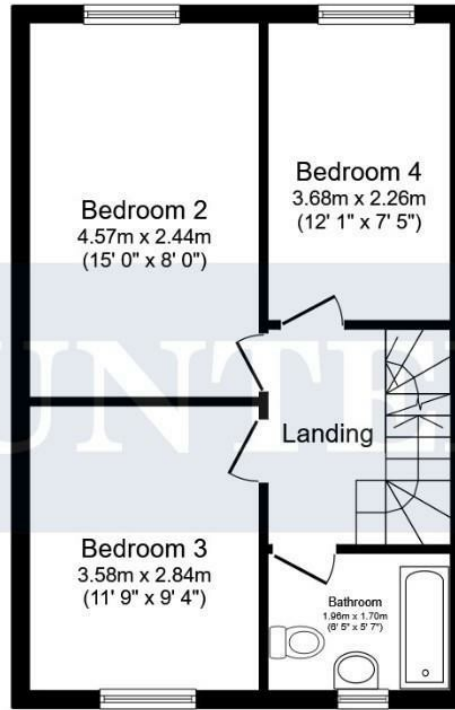 Bedroom 2
4.57m x 2.44m
(15' 0" x 8' 0")
Bedroom 4
3.68m x 2.26m
(12' 1" x 7' 5")
Landing
Bedroom 3
3.58m x 2.84m
(11' 9" x 9' 4")
Bathroom
1.96m x 1.70m
(6' 5" x 5' 7")
UNTE